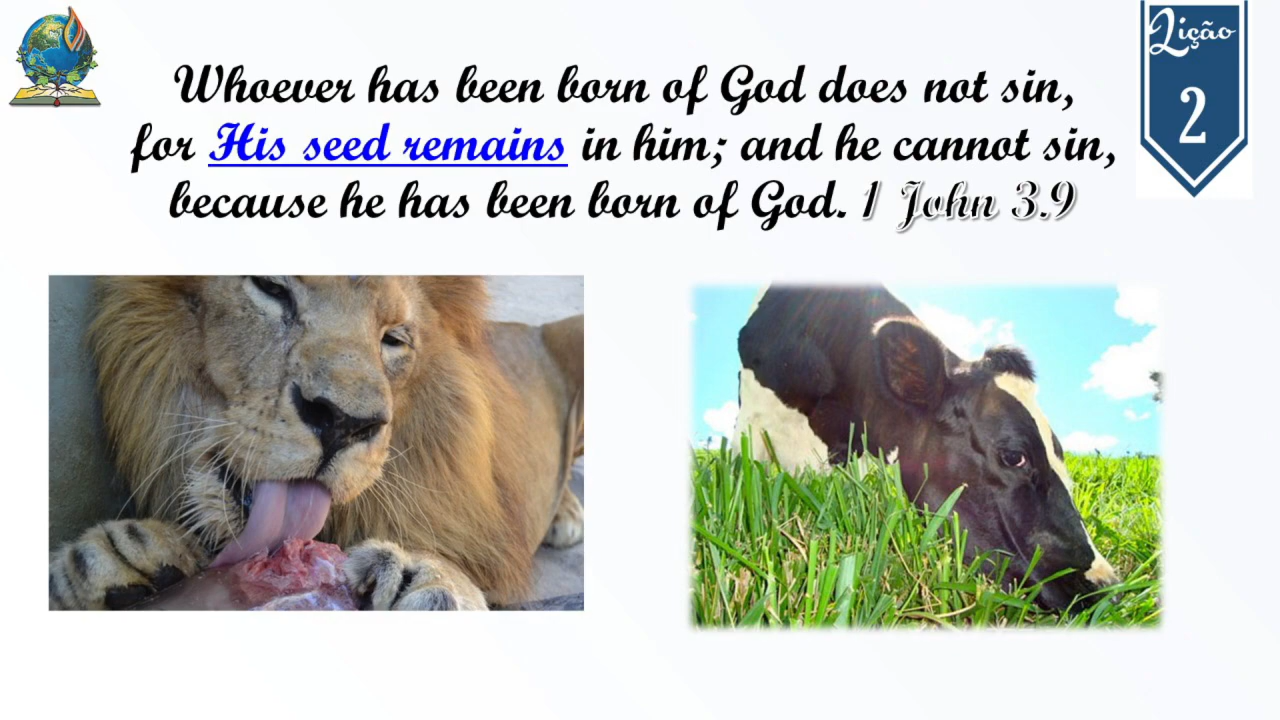 Lição
2
Whoever has been born of God does not sin,
for His seed remains in him; and he cannot sin,
because he has been born of God. 1 John 3.9